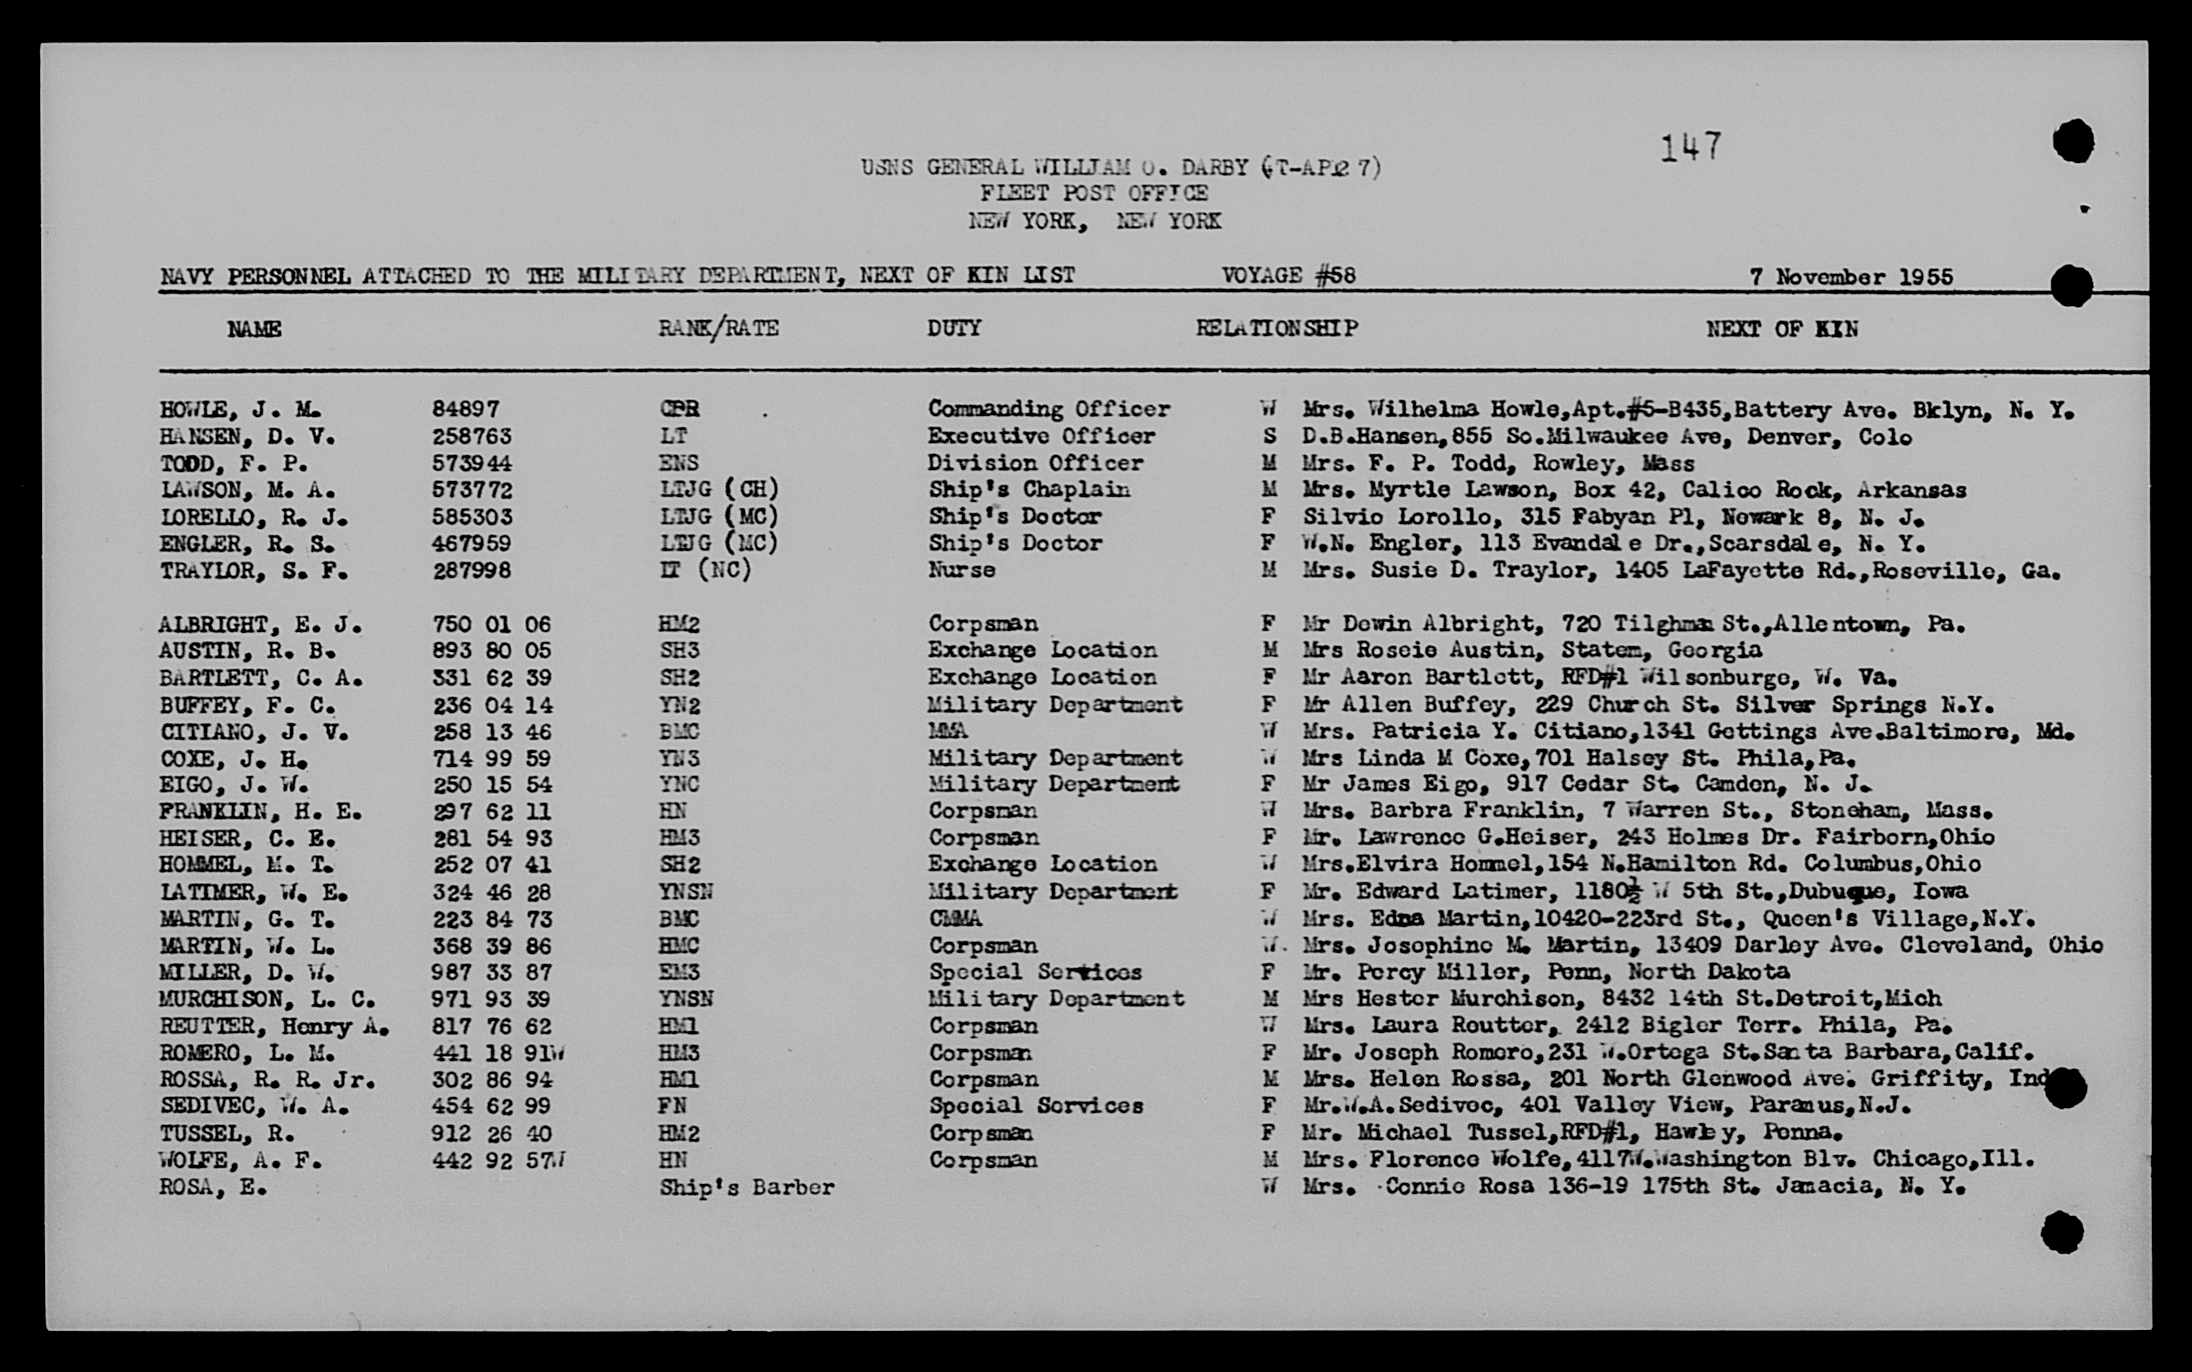 147
USNS GENERAL WILLIAM O. DARBY (T-AP127)
FLEET POST OFFICE
NEW YORK, NEW YORK
NAVY PERSONNEL ATTACHED TO THE MILITARY DEPARTMENT, NEXT OF KIN LIST VOYAGE #58 7 November 1955
NAME RANK/RATE DUTY RELATIONSHIP NEXT OF KIN
HOWLE, J. M. 84897 CDR Commanding Officer W Mrs. Wilhelma Howle,Apt.#5-B435,Battery Ave. Bklyn, N. Y.
HANSEN, D. V. 258763 LT Executive Officer S D.B.Hansen,855 So.Milwaukee Ave, Denver, Colo
TODD, F. P. 573944 ENS Division Officer M Mrs. F. P. Todd, Rowley, Mass
LAWSON, M. A. 573772 LTJG (CH) Ship's Chaplain M Mrs. Myrtle Lawson, Box 42, Calico Rock, Arkansas
LORELLO, R. J. 585303 LTJG (MC) Ship's Doctor F Silvio Lorollo, 315 Fabyan Pl, Newark 8, N. J.
ENGLER, R. S. 467959 LTJG (MC) Ship's Doctor F W.N. Engler, 113 Evandale Dr.,Scarsdale, N. Y.
TRAYLOR, S. F. 287998 LT (NC) Nurse M Mrs. Susie D. Traylor, 1405 LaFayette Rd.,Roseville, Ga.
ALBRIGHT, E. J. 750 01 06 HM2 Corpsman F Mr Dewin Albright, 720 Tilghman St.,Allentown, Pa.
AUSTIN, R. B. 893 80 05 SH3 Exchange Location M Mrs Roseie Austin, Statem, Georgia
BARTLETT, C. A. 331 62 39 SH2 Exchange Location F Mr Aaron Bartlett, RFD#1 Wilsonburge, W. Va.
BUFFEY, F. C. 236 04 14 YN2 Military Department F Mr Allen Buffey, 229 Church St. Silver Springs N.Y.
CITIANO, J. V. 258 13 46 BMC MMA W Mrs. Patricia Y. Citiano,1341 Gettings Ave.Baltimore, Md.
COXE, J. H. 714 99 59 YN3 Military Department W Mrs Linda M Coxe,701 Halsey St. Phila,Pa.
EIGO, J. W. 250 15 54 YNC Military Department F Mr James Eigo, 917 Cedar St. Camden, N. J.
FRANKLIN, H. E. 297 62 11 HN Corpsman W Mrs. Barbra Franklin, 7 Warren St., Stoneham, Mass.
HEISER, C. E. 281 54 93 HM3 Corpsman F Mr. Lawrence G.Heiser, 243 Holmes Dr. Fairborn,Ohio
HOMMEL, M. T. 252 07 41 SH2 Exchange Location W Mrs.Elvira Hommel,154 N.Hamilton Rd. Columbus,Ohio
LATIMER, W. E. 324 46 28 YNSN Military Department F Mr. Edward Latimer, 1180½ W 5th St.,Dubuque, Iowa
MARTIN, G. T. 223 84 73 BMC CMMA W Mrs. Edna Martin,10420-223rd St., Queen's Village,N.Y.
MARTIN, W. L. 368 39 86 HMC Corpsman W. Mrs. Josephine M. Martin, 13409 Darley Ave. Cleveland, Ohio
MILLER, D. W. 987 33 87 EM3 Special Services F Mr. Percy Miller, Penn, North Dakota
MURCHISON, L. C. 971 93 39 YNSN Military Department M Mrs Hester Murchison, 8432 14th St.Detroit,Mich
REUTTER, Henry A. 817 76 62 HM1 Corpsman W Mrs. Laura Reutter, 2412 Bigler Terr. Phila, Pa.
ROMERO, L. M. 441 18 91W HM3 Corpsman F Mr. Joseph Romero,231 W.Ortega St.Santa Barbara,Calif.
ROSSA, R. R. Jr. 302 86 94 HM1 Corpsman M Mrs. Helen Rossa, 201 North Glenwood Ave. Griffity, Ind
SEDIVEC, W. A. 454 62 99 FN Special Services F Mr.W.A.Sedivec, 401 Valley View, Paramus,N.J.
TUSSEL, R. 912 26 40 HM2 Corpsman F Mr. Michael Tussel,RFD#1, Hawley, Penna.
WOLFE, A. F. 442 92 57W HN Corpsman M Mrs. Florence Wolfe,4117W.Washington Blv. Chicago,Ill.
ROSA, E. Ship's Barber W Mrs. Connie Rosa 136-19 175th St. Jamacia, N. Y.